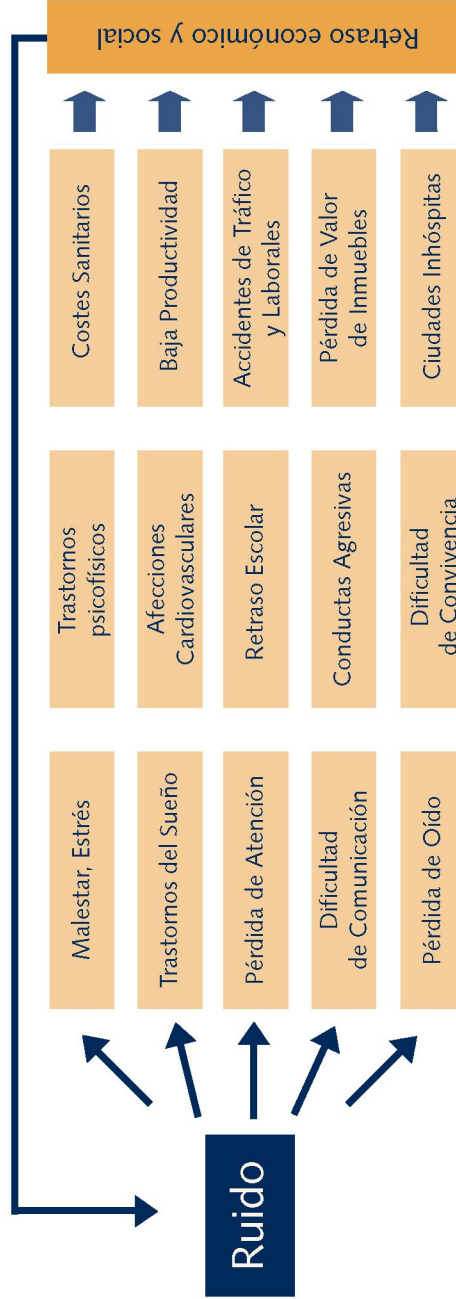 Ruido
Malestar, Estrés
Trastornos del Sueño
Pérdida de Atención
Dificultad
de Comunicación
Pérdida de Oído
Trastornos
psicofísicos
Afecciones
Cardiovasculares
Retraso Escolar
Conductas Agresivas
Dificultad
de Convivencia
Costes Sanitarios
Baja Productividad
Accidentes de Tráfico
y Laborales
Pérdida de Valor
de Inmuebles
Ciudades Inhóspitas
Retraso económico y social